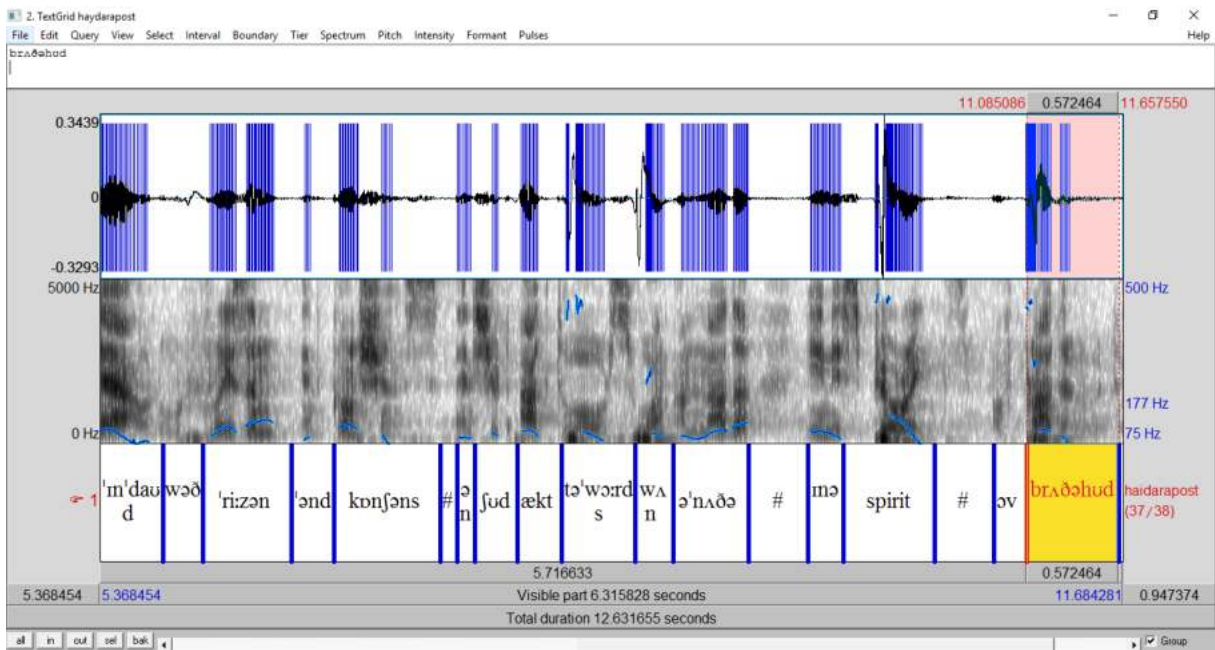 2. TextGrid haydarapost
File Edit Query View Select Interval Boundary Tier Spectrum Pitch Intensity Formant Pulses Help
brʌðəhʊd
11.085086 0.572464 11.657550
0.3439
0
-0.3293
5000 Hz 500 Hz
177 Hz
0 Hz 75 Hz
☞ 1 ˈɪnˈdaʊd wəð ˈriːzən ˈənd kɒnʃəns # ən ʃʊd ækt təˈwɔːrds wʌn əˈnʌðə # ɪnə spirit # ɔv brʌðəhʊd haidarapost
(37/38)
5.716633 0.572464
5.368454 5.368454 Visible part 6.315828 seconds 11.684281 0.947374
Total duration 12.631655 seconds
all in out sel bak Group